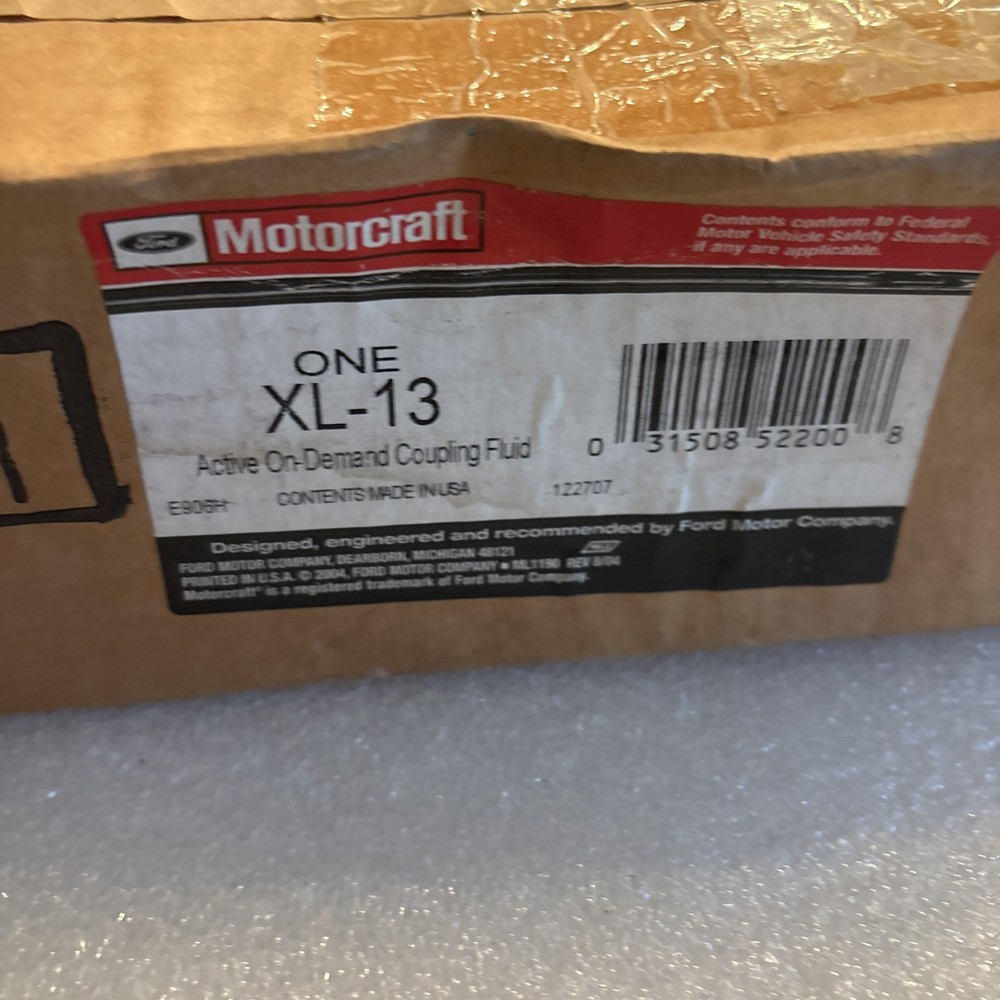 Ford
Motorcraft
Contents conform to Federal
Motor Vehicle Safety Standards,
if any are applicable.
ONE
XL-13
Active On-Demand Coupling Fluid
E906H CONTENTS MADE IN USA 122707
0 31508 52200 8
Designed, engineered and recommended by Ford Motor Company.
FORD MOTOR COMPANY, DEARBORN, MICHIGAN 48121
PRINTED IN U.S.A. © 2004, FORD MOTOR COMPANY • ML1190 REV 8/04
Motorcraft® is a registered trademark of Ford Motor Company.